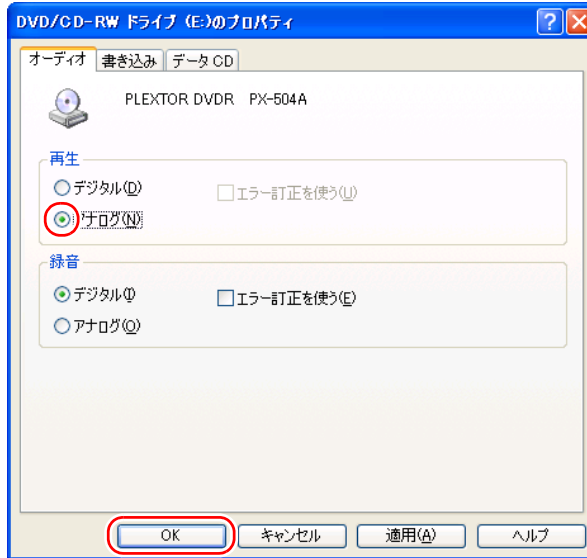 DVD/CD-RW ドライブ (E:)のプロパティ
オーディオ 書き込み データ CD
PLEXTOR DVDR PX-504A
再生
デジタル(D) エラー訂正を使う(U)
アナログ(N)
録音
デジタル(I) エラー訂正を使う(E)
アナログ(O)
OK キャンセル 適用(A) ヘルプ